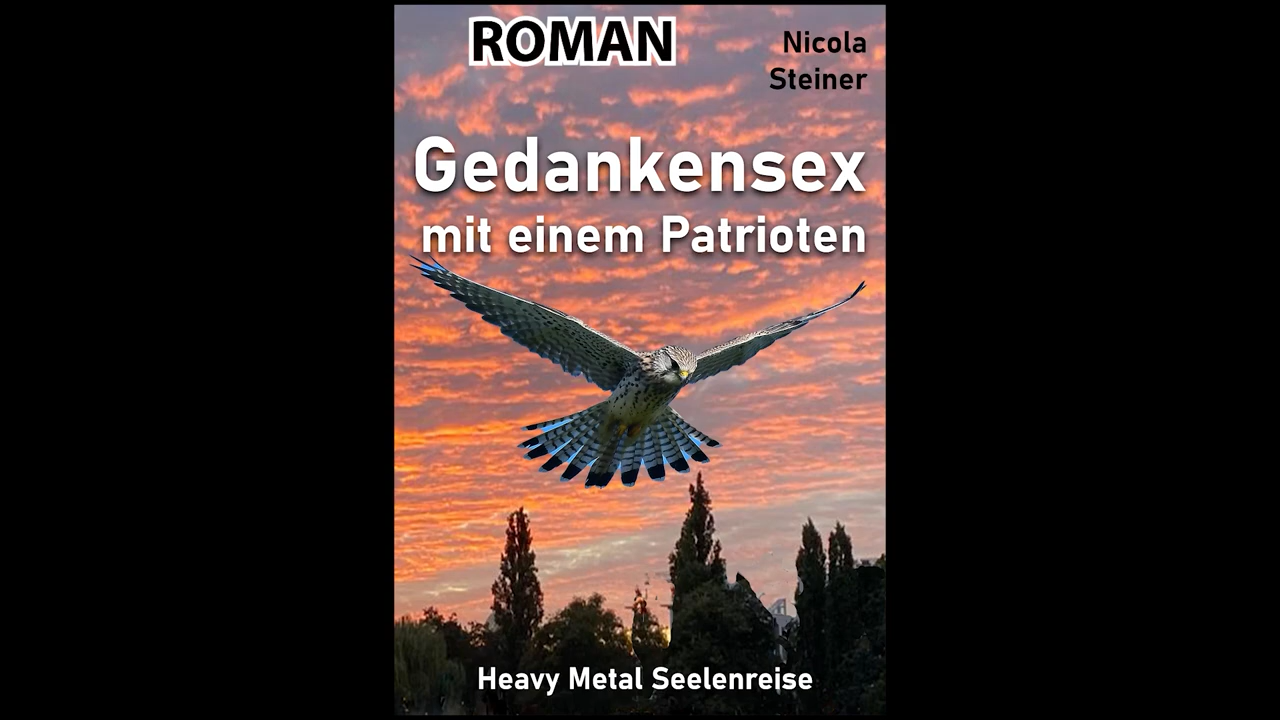 ROMAN
Nicola
Steiner
Gedankensex
mit einem Patrioten
Heavy Metal Seelenreise